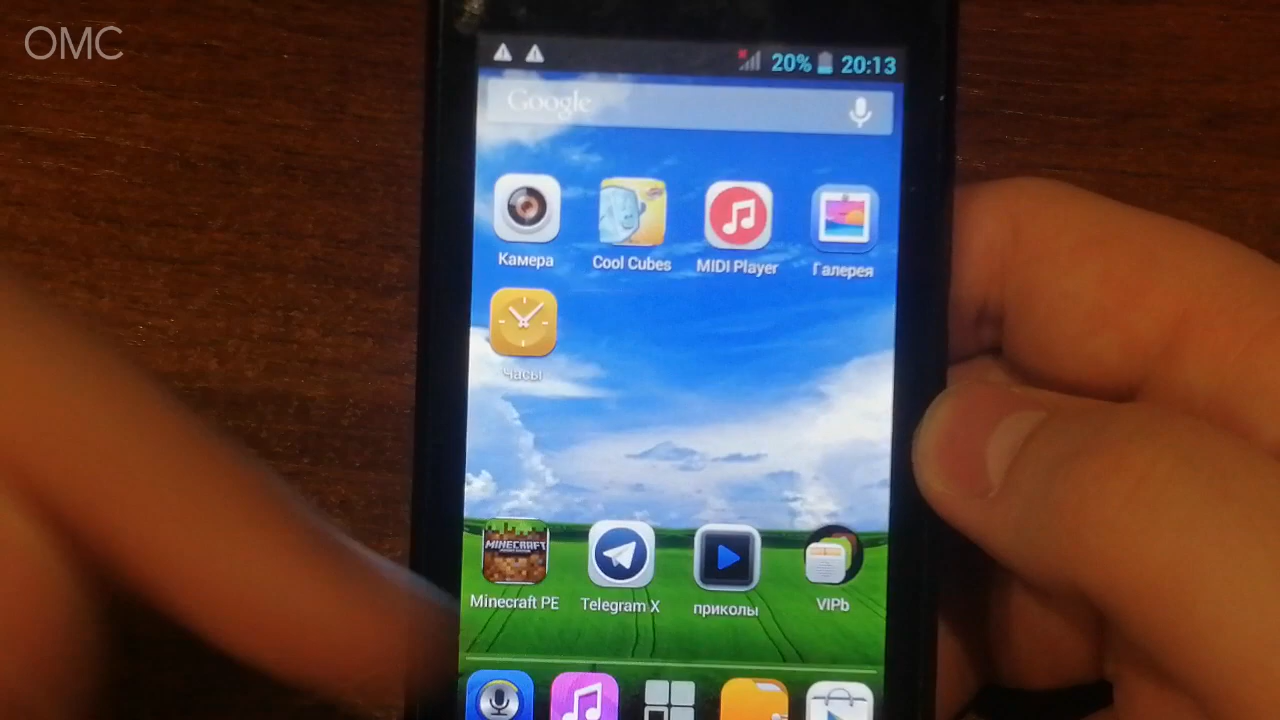 OMC
20% 20:13
Google
Камера Cool Cubes MIDI Player Галерея
Часы
MINECRAFT
Minecraft PE Telegram X приколы VIPb